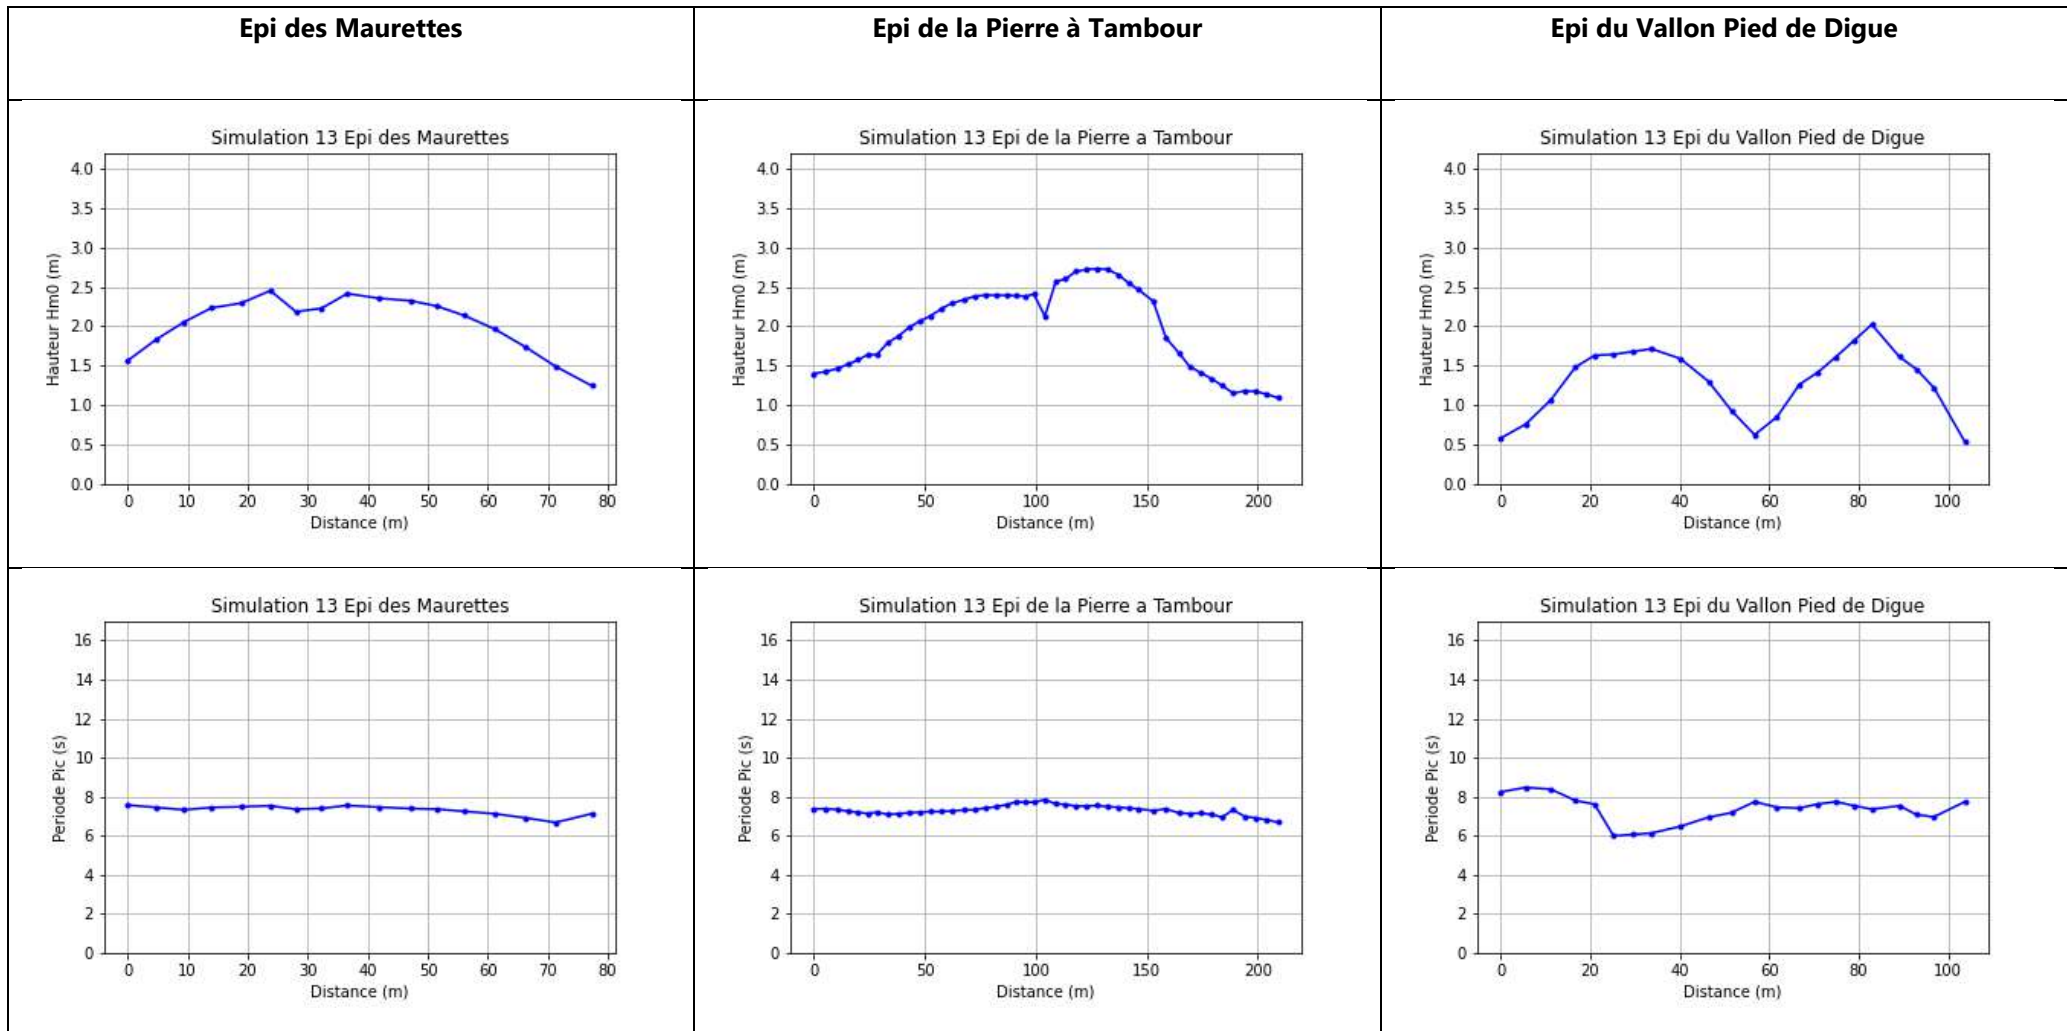 Epi des Maurettes
Epi de la Pierre à Tambour
Epi du Vallon Pied de Digue
Simulation 13 Epi des Maurettes
Hauteur Hm0 (m)
4.0
3.5
3.0
2.5
2.0
1.5
1.0
0.5
0.0
0 10 20 30 40 50 60 70 80
Distance (m)
Simulation 13 Epi de la Pierre a Tambour
Hauteur Hm0 (m)
4.0
3.5
3.0
2.5
2.0
1.5
1.0
0.5
0.0
0 50 100 150 200
Distance (m)
Simulation 13 Epi du Vallon Pied de Digue
Hauteur Hm0 (m)
4.0
3.5
3.0
2.5
2.0
1.5
1.0
0.5
0.0
0 20 40 60 80 100
Distance (m)
Simulation 13 Epi des Maurettes
Periode Pic (s)
16
14
12
10
8
6
4
2
0
0 10 20 30 40 50 60 70 80
Distance (m)
Simulation 13 Epi de la Pierre a Tambour
Periode Pic (s)
16
14
12
10
8
6
4
2
0
0 50 100 150 200
Distance (m)
Simulation 13 Epi du Vallon Pied de Digue
Periode Pic (s)
16
14
12
10
8
6
4
2
0
0 20 40 60 80 100
Distance (m)